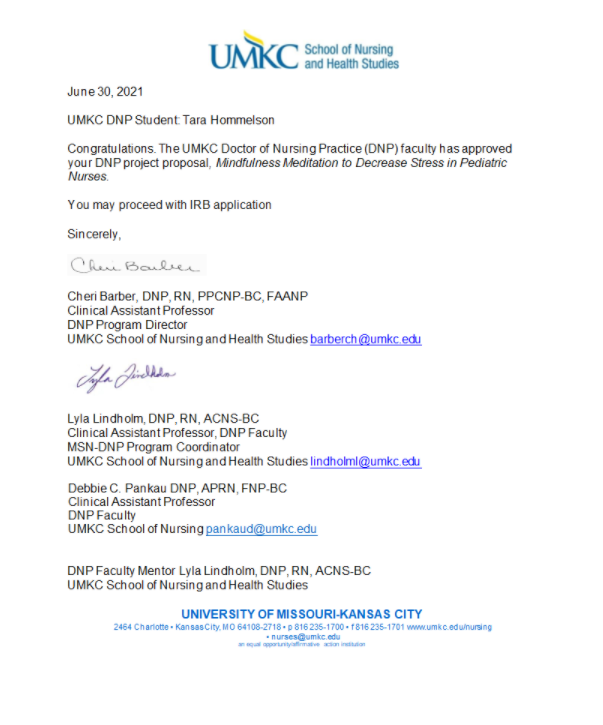 UMKC School of Nursing
and Health Studies
June 30, 2021
UMKC DNP Student: Tara Hommelson
Congratulations. The UMKC Doctor of Nursing Practice (DNP) faculty has approved
your DNP project proposal, Mindfulness Meditation to Decrease Stress in Pediatric
Nurses.
You may proceed with IRB application
Sincerely,
Cheri Barber
Cheri Barber, DNP, RN, PPCNP-BC, FAANP
Clinical Assistant Professor
DNP Program Director
UMKC School of Nursing and Health Studies barberch@umkc.edu
Lyla Lindholm
Lyla Lindholm, DNP, RN, ACNS-BC
Clinical Assistant Professor, DNP Faculty
MSN-DNP Program Coordinator
UMKC School of Nursing and Health Studies lindholml@umkc.edu
Debbie C. Pankau DNP, APRN, FNP-BC
Clinical Assistant Professor
DNP Faculty
UMKC School of Nursing pankaud@umkc.edu
DNP Faculty Mentor Lyla Lindholm, DNP, RN, ACNS-BC
UMKC School of Nursing and Health Studies
UNIVERSITY OF MISSOURI-KANSAS CITY
2464 Charlotte • Kansas City, MO 64108-2718 • p 816 235-1700 • f 816 235-1701 www.umkc.edu/nursing
• nurses@umkc.edu
an equal opportunity/affirmative action institution